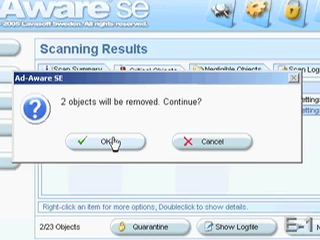 Aware SE
2005 Lavasoft Sweden. All rights reserved.
Scanning Results
Scan Summary Critical Objects Negligible Objects Scan Log
Ad-Aware SE
2 objects will be removed. Continue?
OK Cancel
Right-click an item for more options, Doubleclick to show details.
2/23 Objects Quarantine Show Logfile E-1